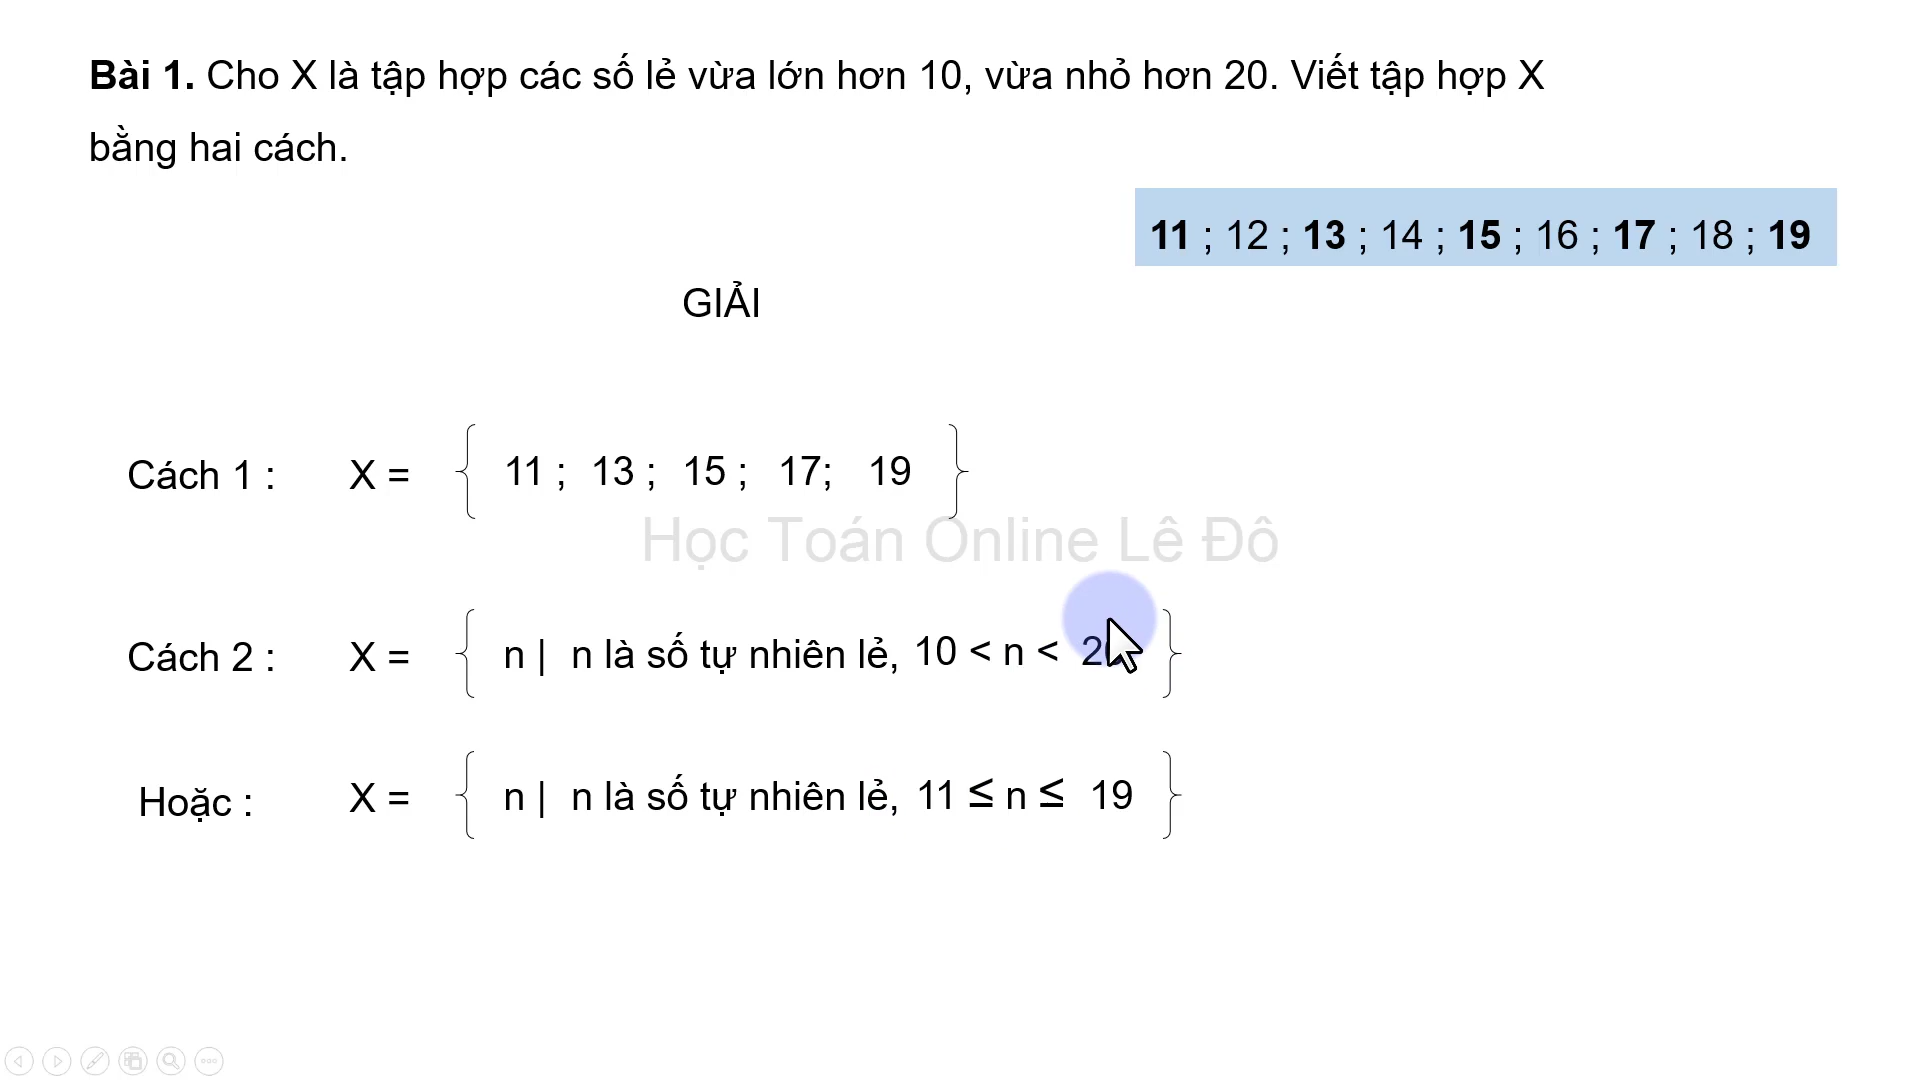 Bài 1. Cho X là tập hợp các số lẻ vừa lớn hơn 10, vừa nhỏ hơn 20. Viết tập hợp X
bằng hai cách.
11 ; 12 ; 13 ; 14 ; 15 ; 16 ; 17 ; 18 ; 19
GIẢI
Cách 1 : X = { 11 ; 13 ; 15 ; 17; 19 }
Học Toán Online Lê Đô
Cách 2 : X = { n | n là số tự nhiên lẻ, 10 < n < 20 }
Hoặc : X = { n | n là số tự nhiên lẻ, 11 ≤ n ≤ 19 }